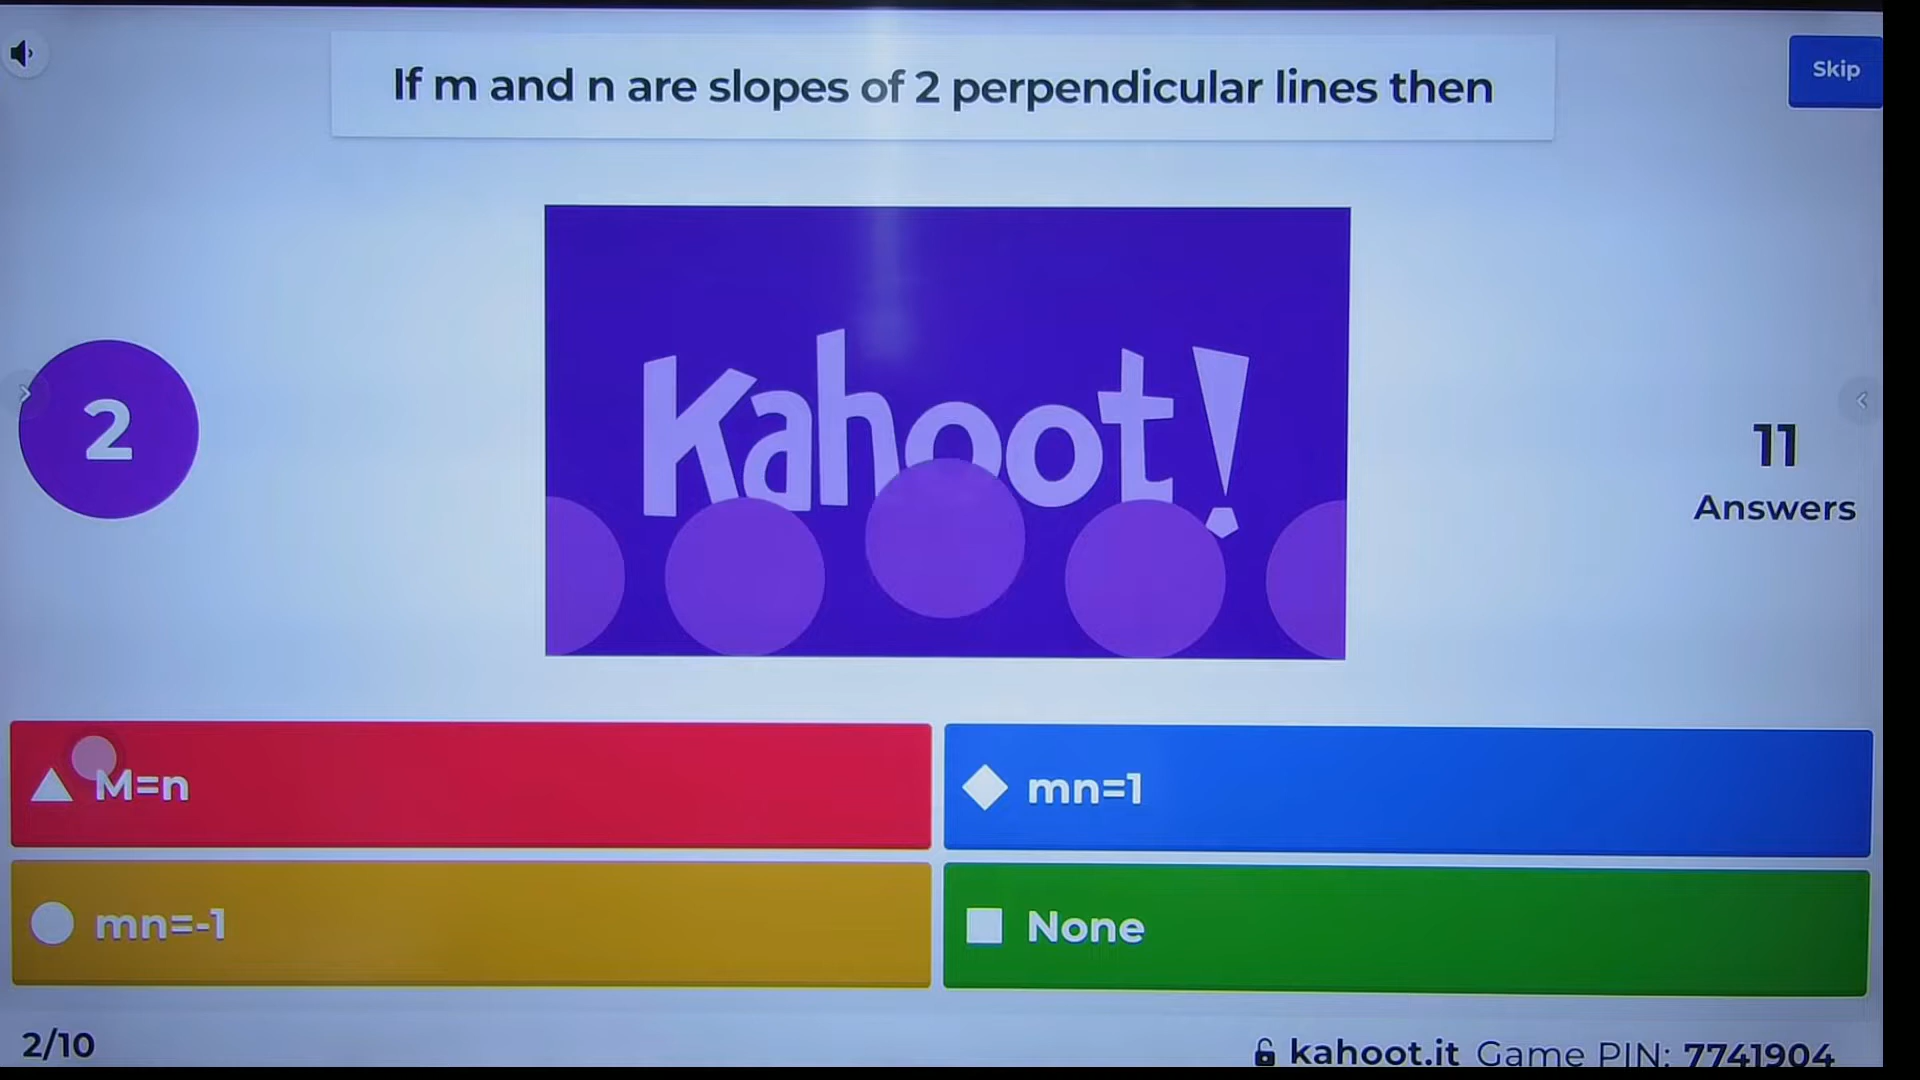 If m and n are slopes of 2 perpendicular lines then
Skip
Kahoot!
2
11
Answers
M=n
mn=1
mn=-1
None
2/10
kahoot.it Game PIN: 7741904